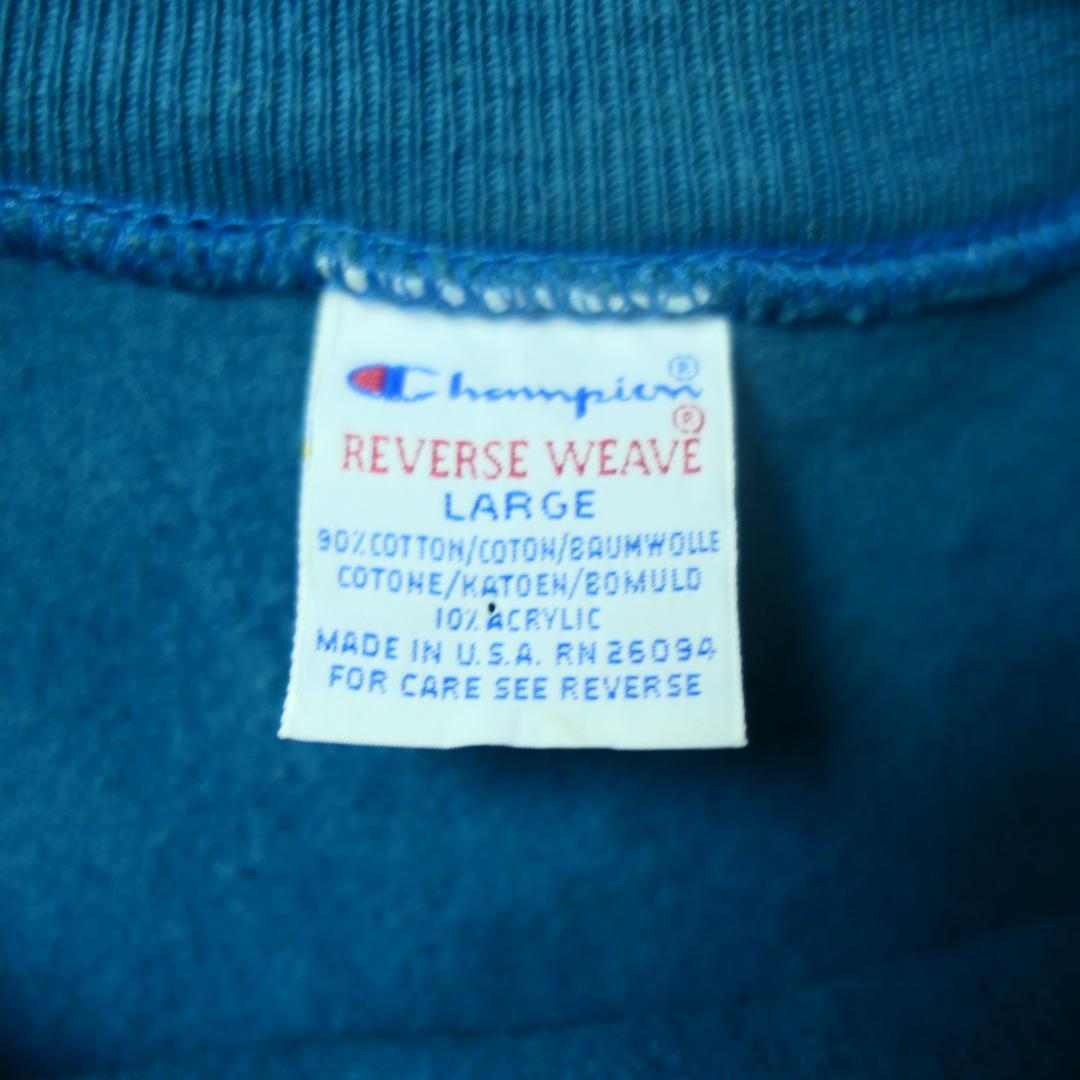 Champion®
REVERSE WEAVE®
LARGE
90% COTTON/COTON/BAUMWOLLE
COTONE/KATOEN/BOMULD
10% ACRYLIC
MADE IN U.S.A. RN 26094
FOR CARE SEE REVERSE